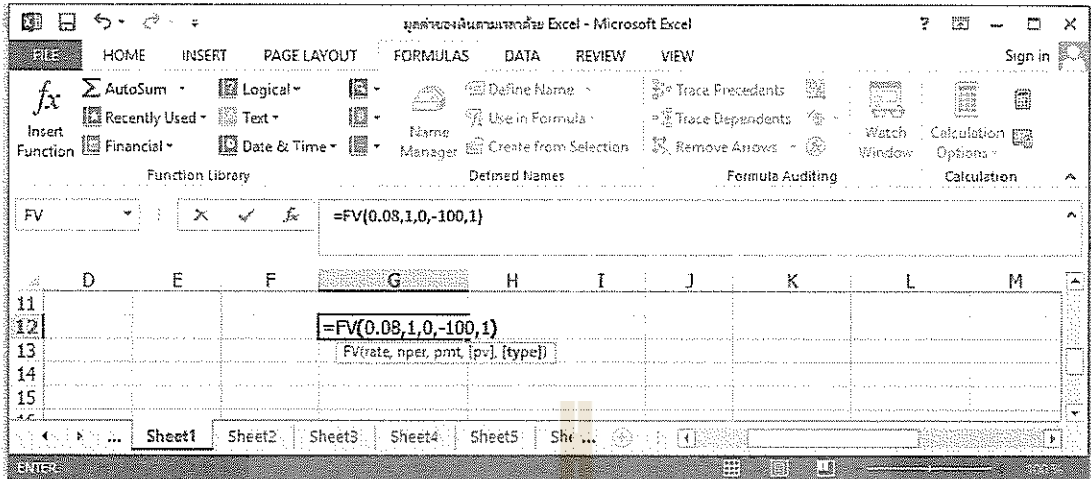 มูลค่าของเงินตามเวลาด้วย Excel - Microsoft Excel
FILE HOME INSERT PAGE LAYOUT FORMULAS DATA REVIEW VIEW Sign in
fx Insert Function
AutoSum
Recently Used
Financial
Logical
Text
Date & Time
Function Library
Name Manager
Define Name
Use in Formula
Create from Selection
Defined Names
Trace Precedents
Trace Dependents
Remove Arrows
Formula Auditing
Watch Window
Calculation Options
Calculation
FV fx =FV(0.08,1,0,-100,1)
D E F G H I J K L M
11
12 =FV(0.08,1,0,-100,1)
13 FV(rate, nper, pmt, [pv], [type])
14
15
... Sheet1 Sheet2 Sheet3 Sheet4 Sheet5 She ...
ENTER